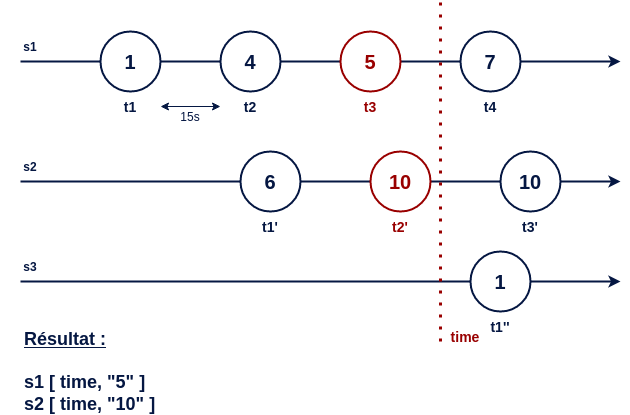 s1
1
4
5
7
t1
t2
t3
t4
15s
s2
6
10
10
t1'
t2'
t3'
s3
1
t1''
time
Résultat :
s1 [ time, "5" ]
s2 [ time, "10" ]